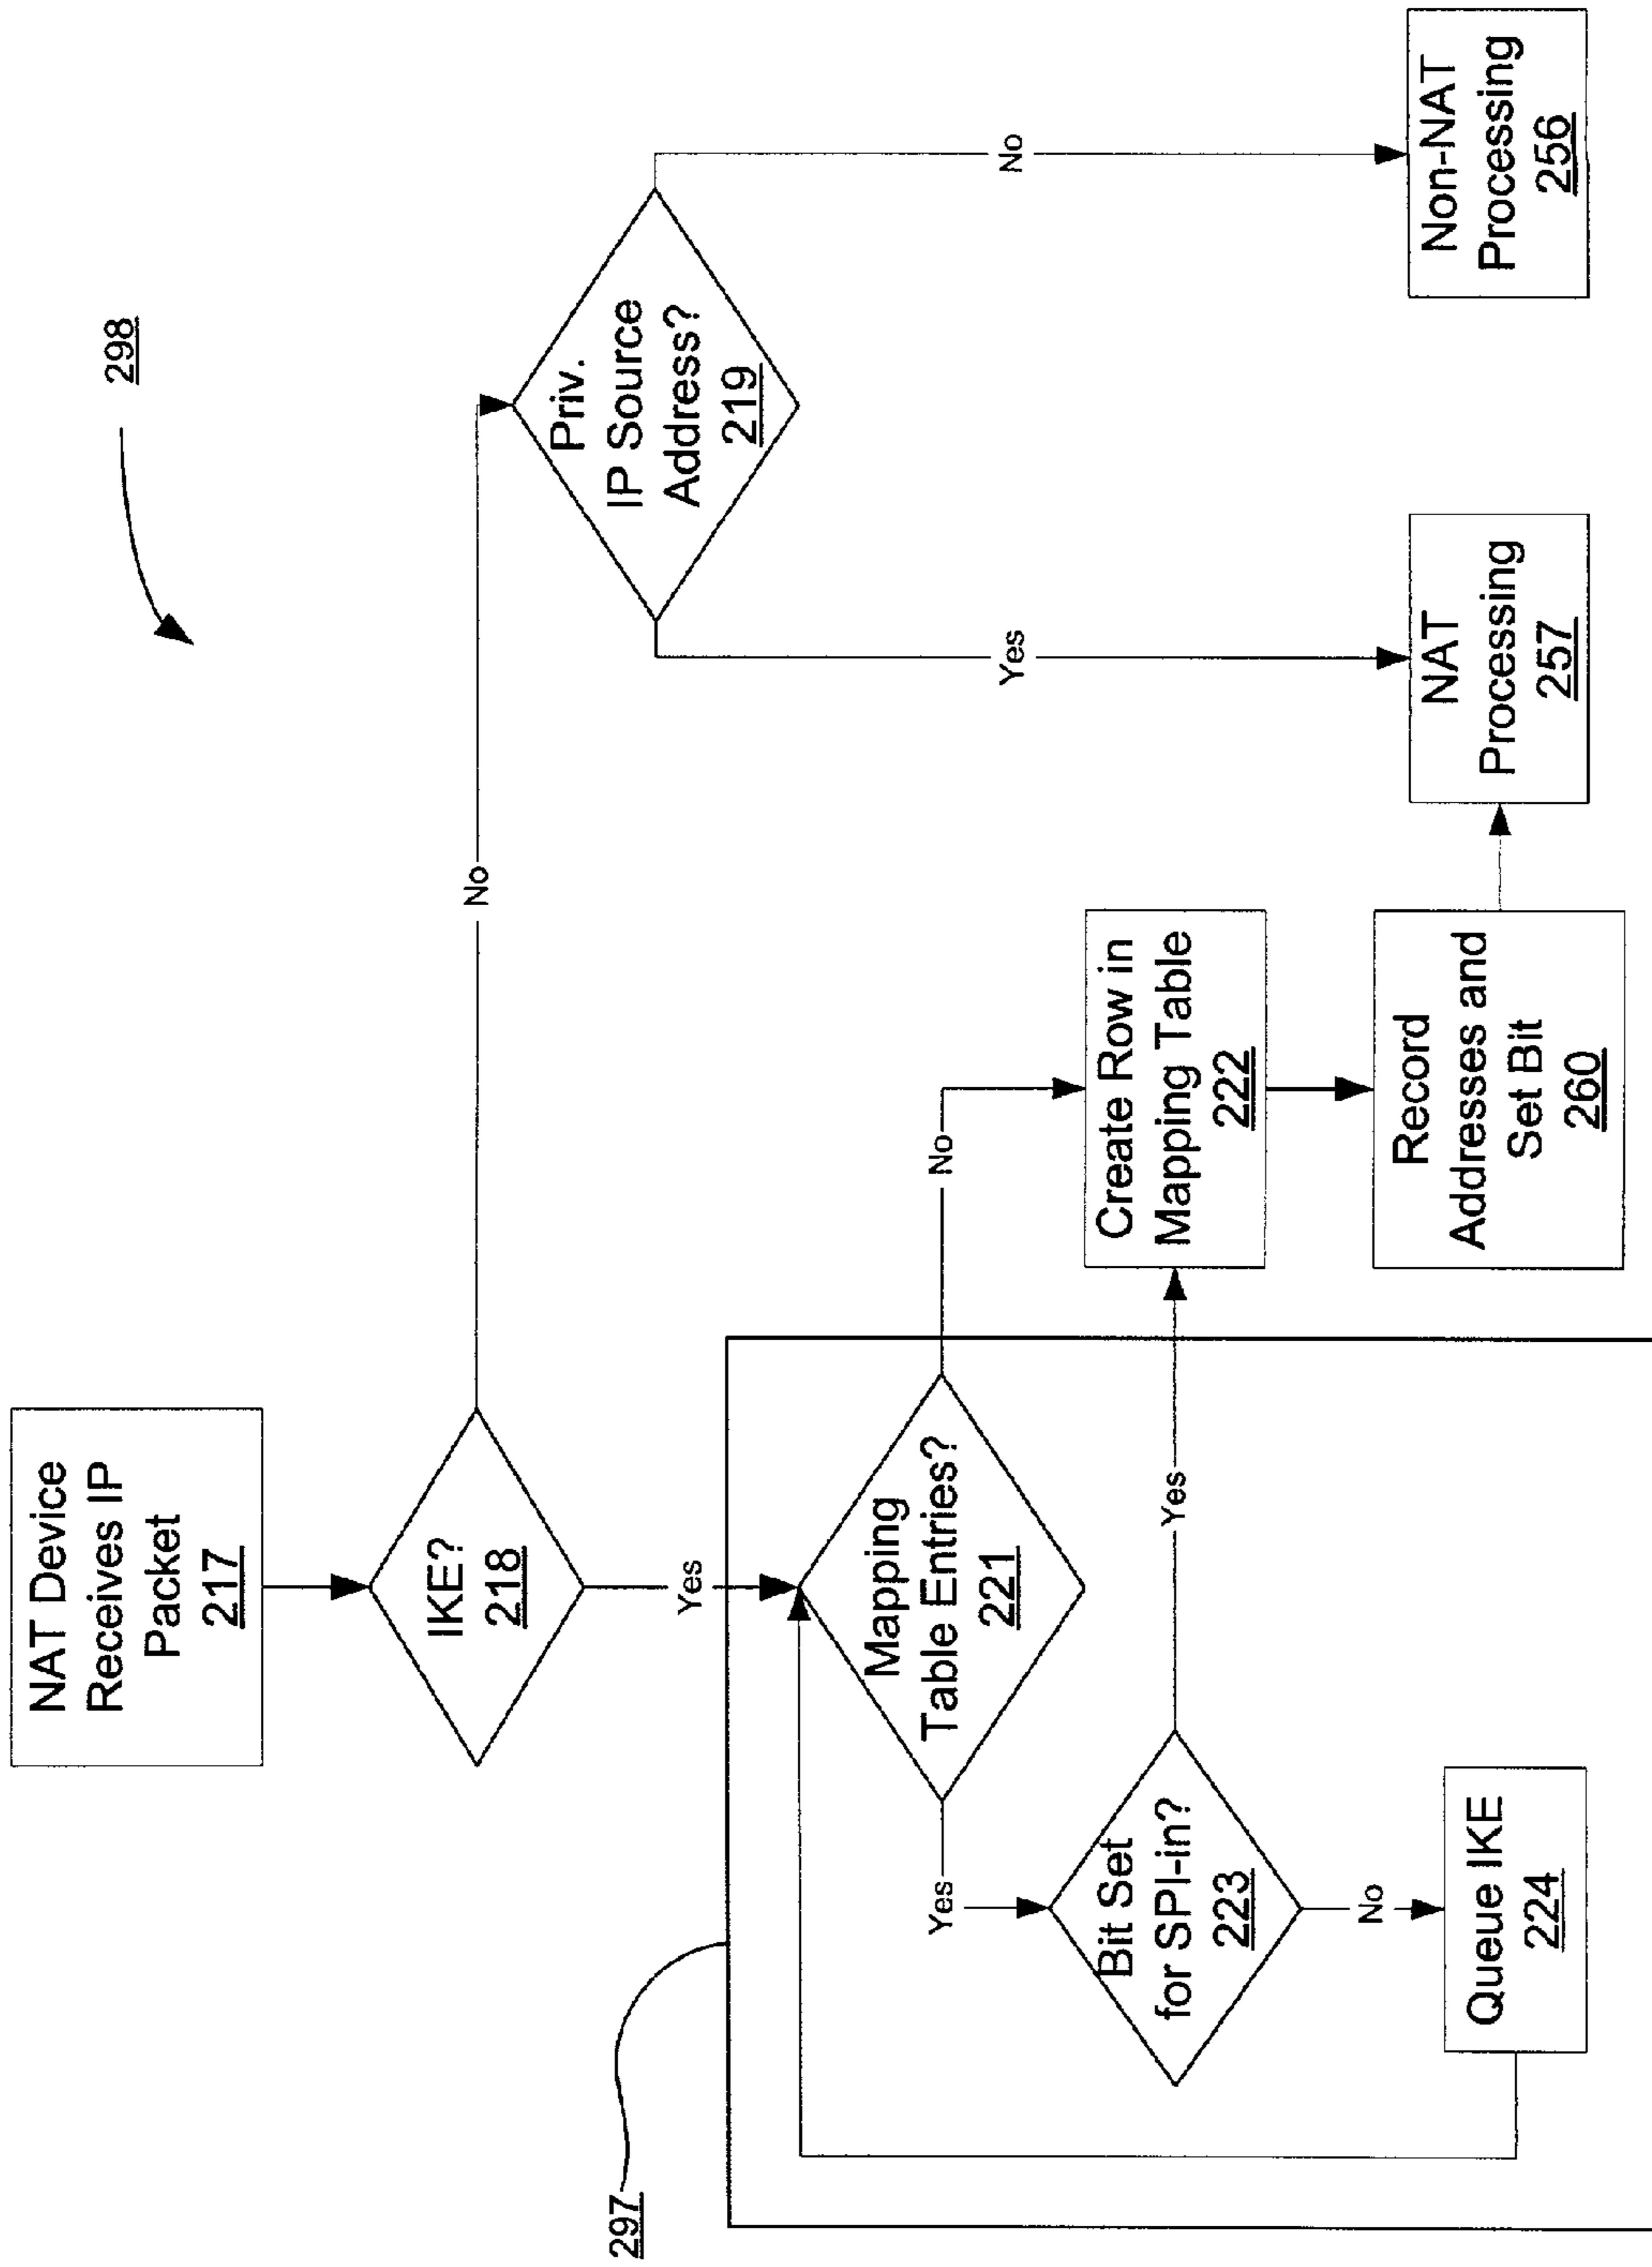 298
NAT Device
Receives IP
Packet
217
IKE?
218
No
Yes
Priv.
IP Source
Address?
219
Yes
No
297
Mapping
Table Entries?
221
No
Yes
Bit Set
for SPI-in?
223
Yes
No
Queue IKE
224
Create Row in
Mapping Table
222
Record
Addresses and
Set Bit
260
NAT
Processing
257
Non-NAT
Processing
256